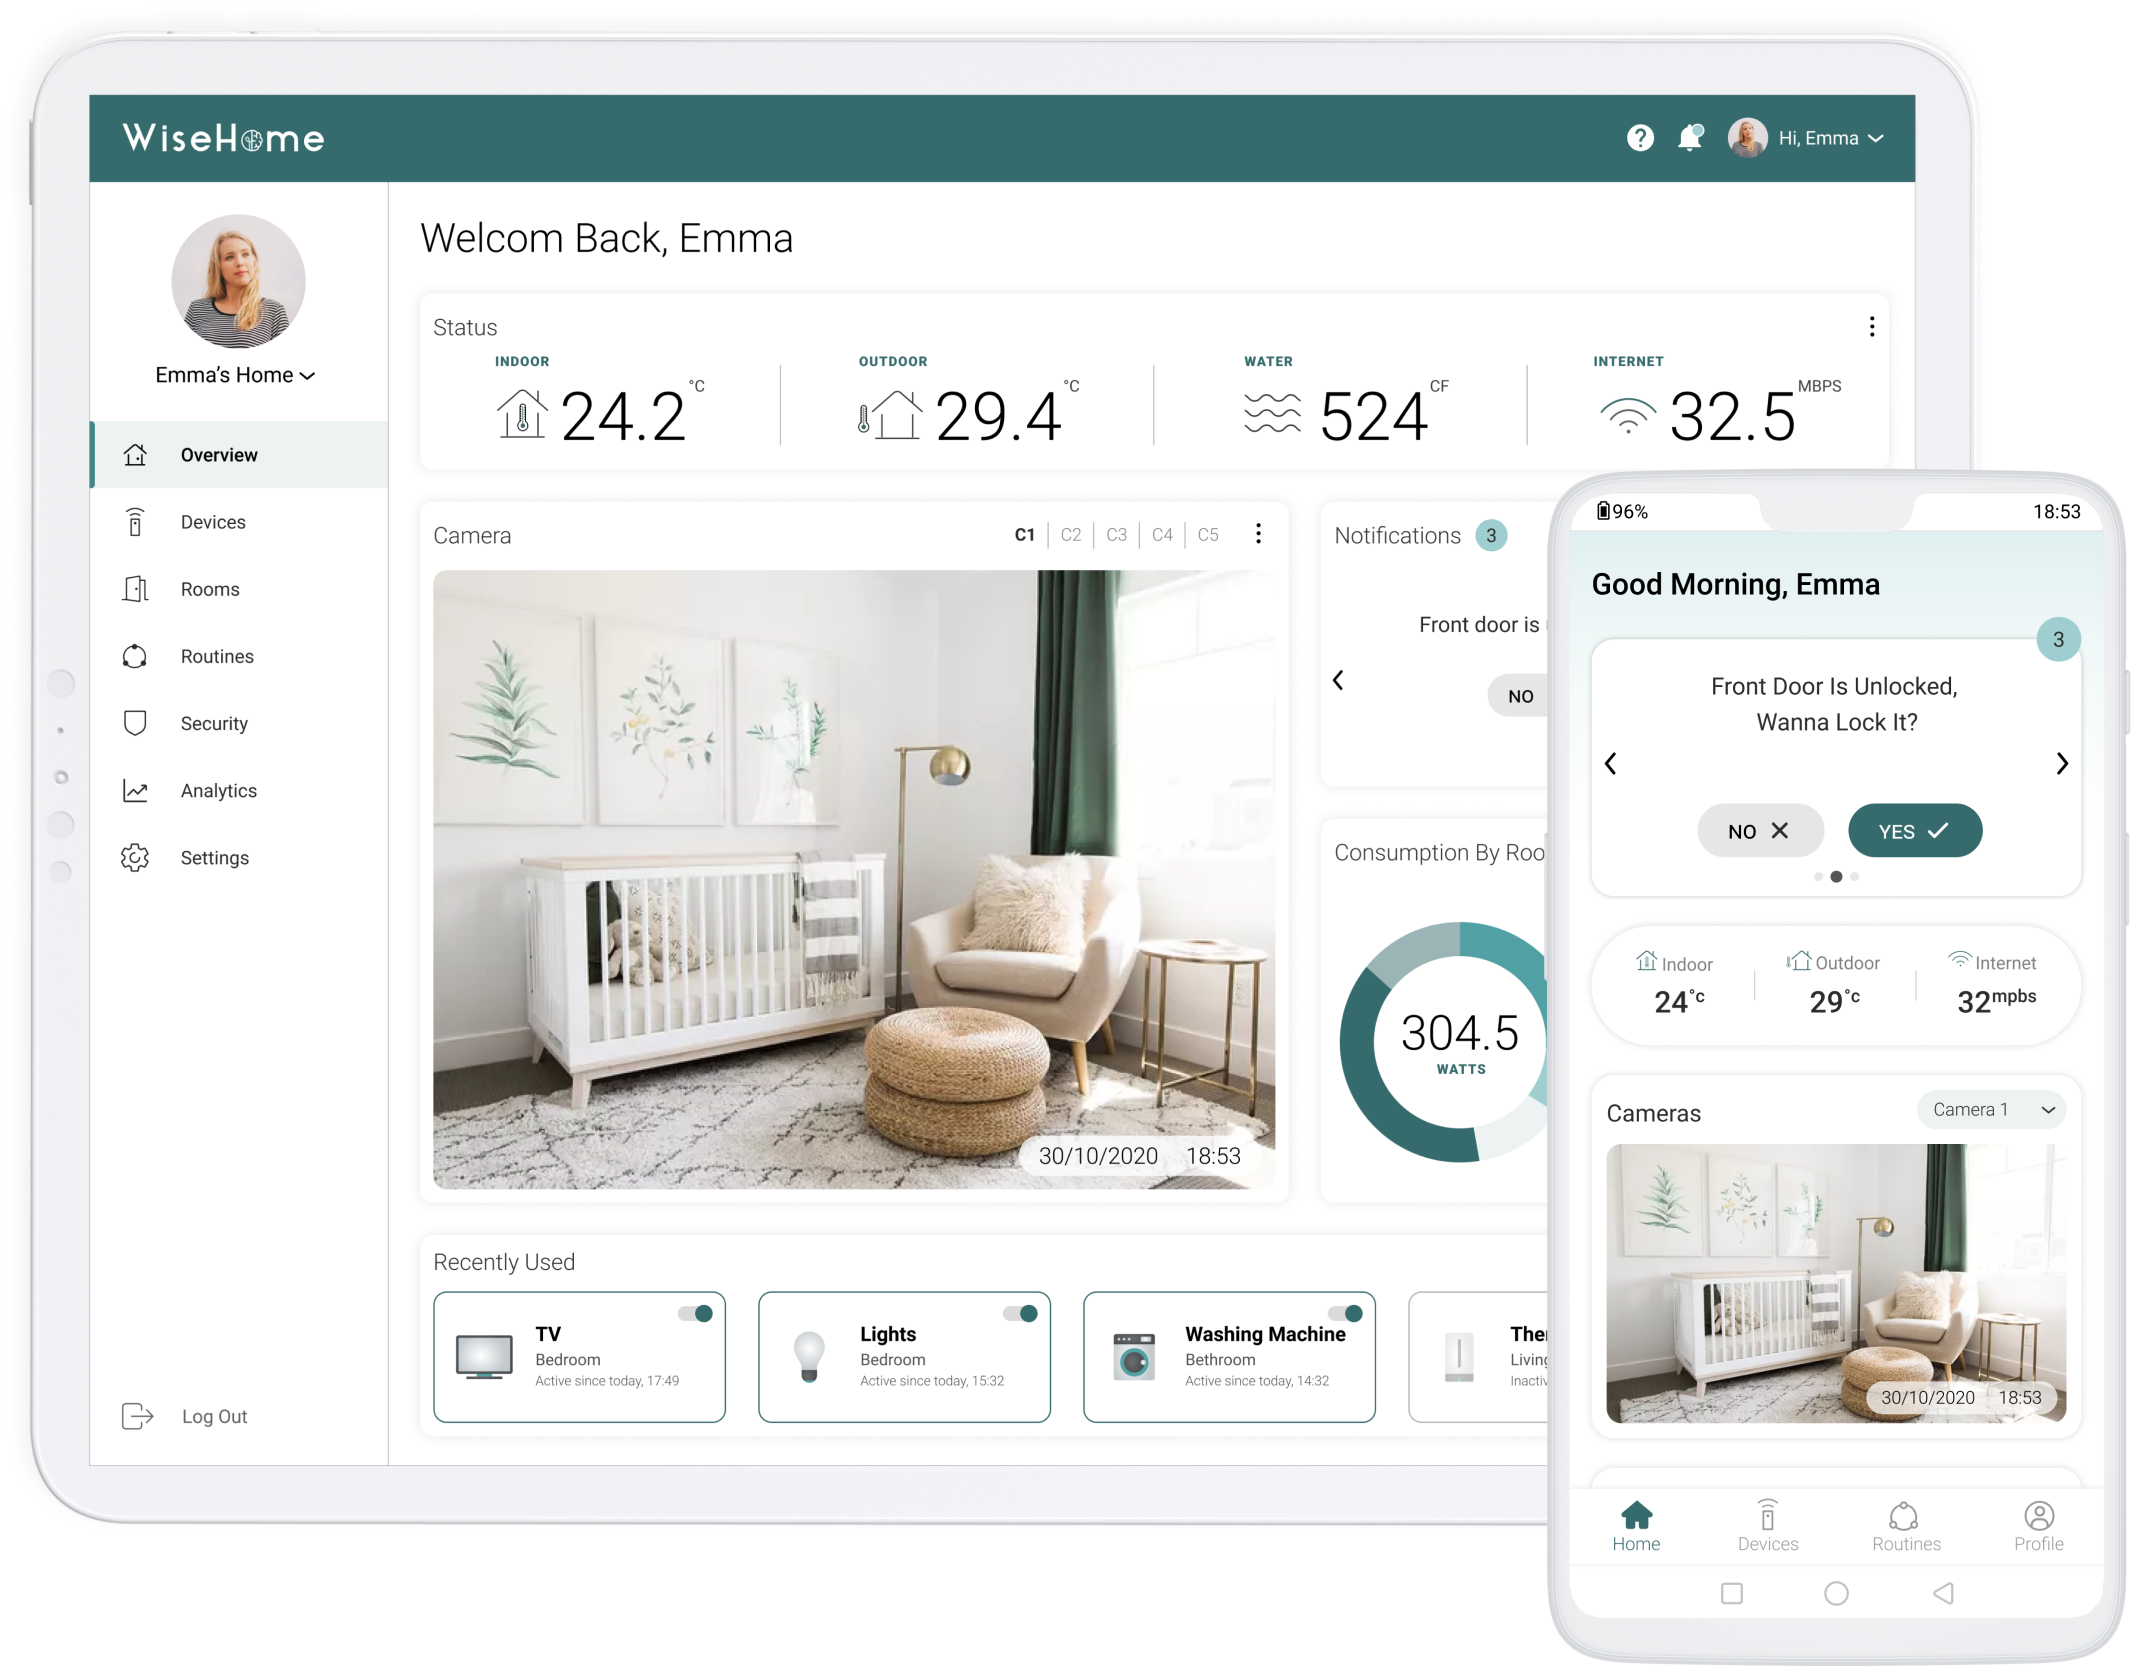 WiseHome
Hi, Emma
Emma's Home
Overview
Devices
Rooms
Routines
Security
Analytics
Settings
Log Out
Welcom Back, Emma
Status
INDOOR
24.2 °C
OUTDOOR
29.4 °C
WATER
524 CF
INTERNET
32.5 MBPS
Camera
C1 C2 C3 C4 C5
30/10/2020 18:53
Notifications 3
Front door is
NO
Consumption By
304.5
WATTS
Recently Used
TV
Bedroom
Active since today, 17:49
Lights
Bedroom
Active since today, 15:32
Washing Machine
Bethroom
Active since today, 14:32
96% 18:53
Good Morning, Emma
3
Front Door Is Unlocked,
Wanna Lock It?
NO
YES
Indoor
24°c
Outdoor
29°c
Internet
32mpbs
Cameras
Camera 1
30/10/2020 18:53
Home
Devices
Routines
Profile